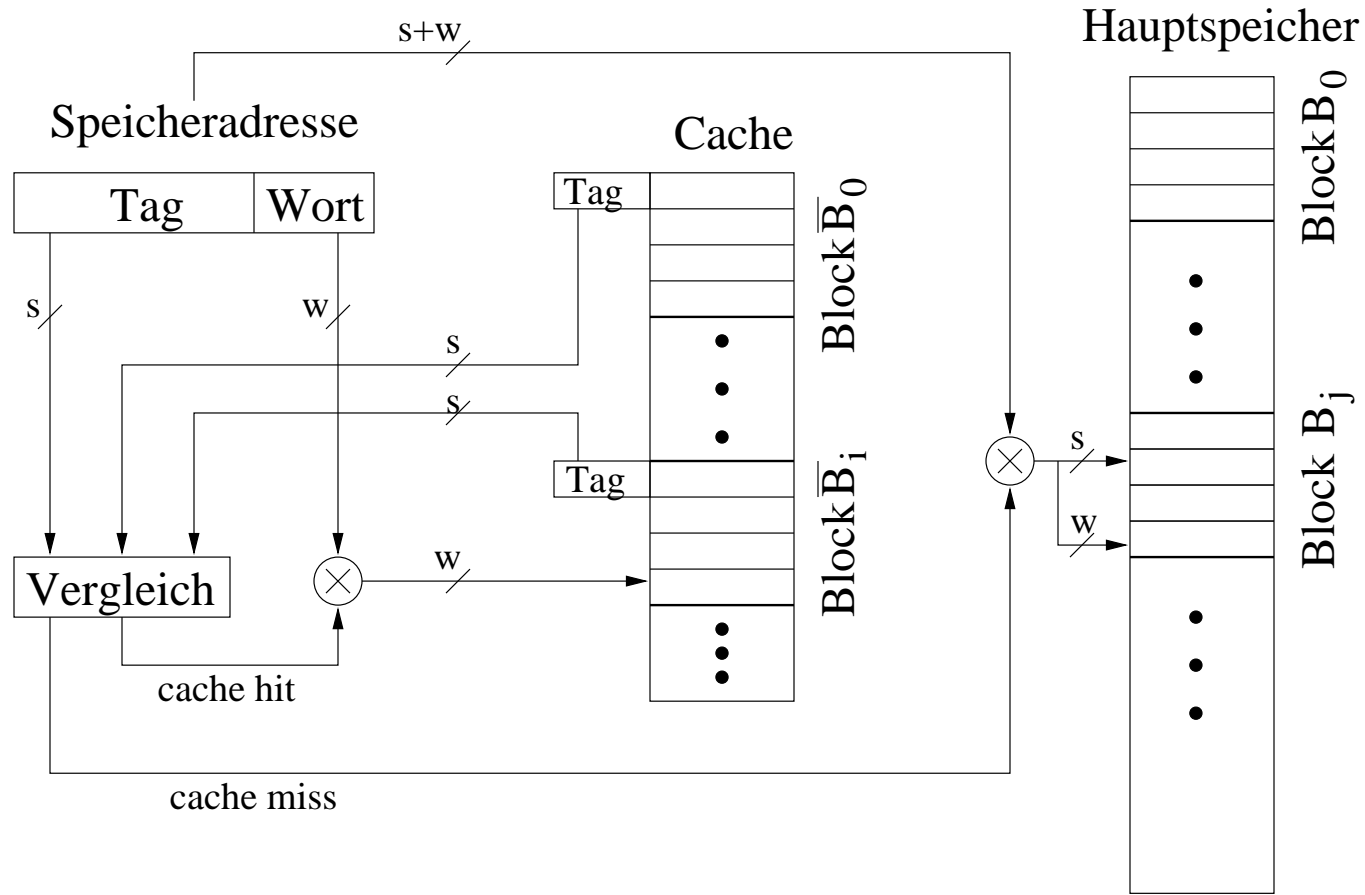 s+w
Hauptspeicher
Speicheradresse
Cache
Tag
Wort
Tag
Block B̅0
Block B0
s
w
s
s
Tag
Block B̅i
s
w
Block Bj
Vergleich
w
cache hit
cache miss